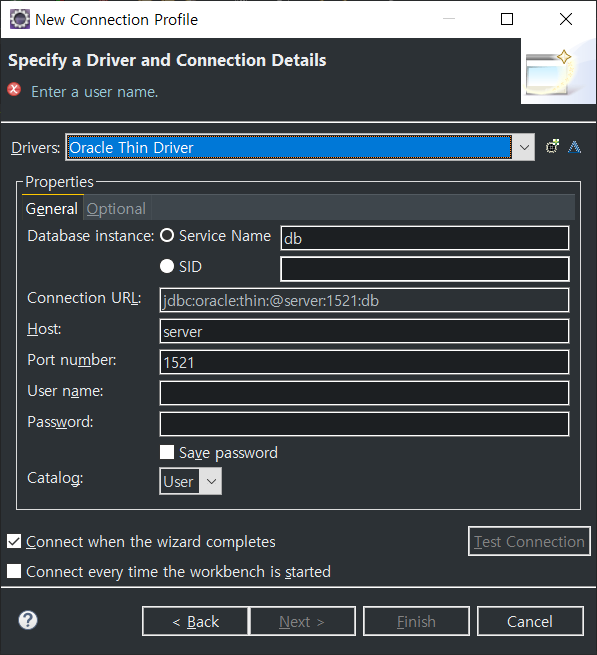 New Connection Profile
Specify a Driver and Connection Details
Enter a user name.
Drivers: Oracle Thin Driver
Properties
General Optional
Database instance: Service Name db
SID
Connection URL: jdbc:oracle:thin:@server:1521:db
Host: server
Port number: 1521
User name:
Password:
Save password
Catalog: User
Connect when the wizard completes
Test Connection
Connect every time the workbench is started
? < Back Next > Finish Cancel